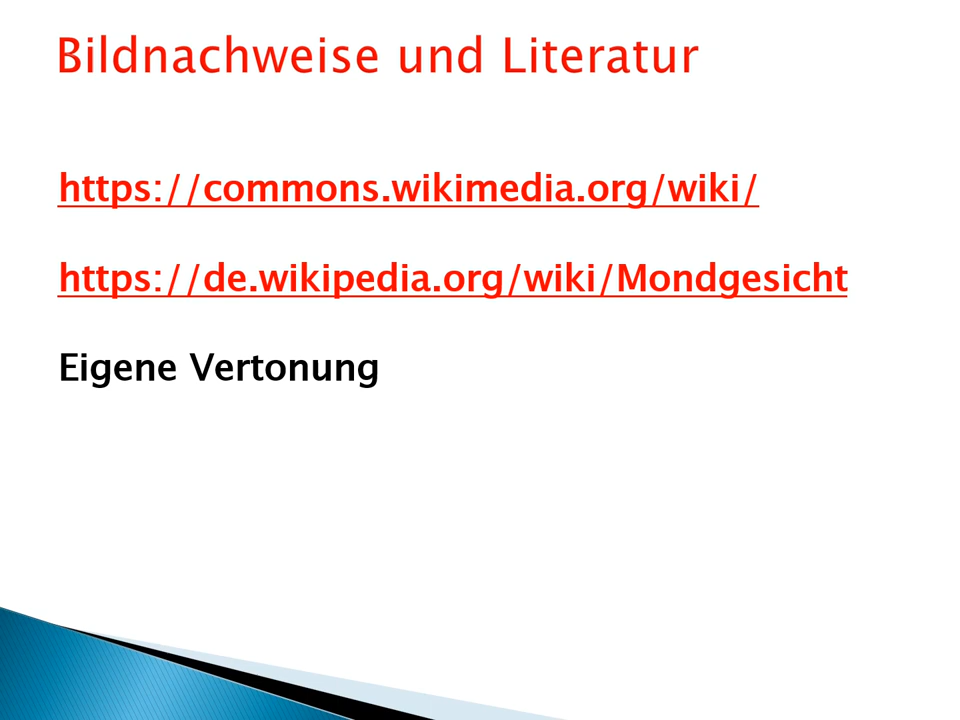 Bildnachweise und Literatur
https://commons.wikimedia.org/wiki/
https://de.wikipedia.org/wiki/Mondgesicht
Eigene Vertonung